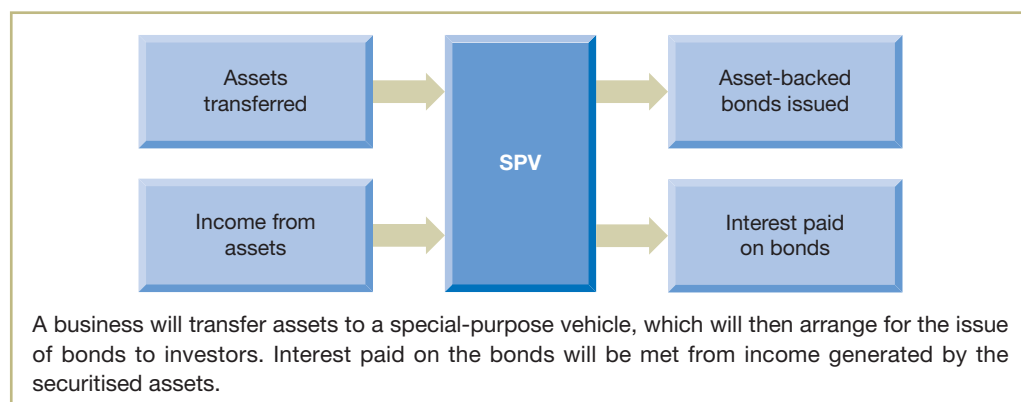 Assets
transferred
SPV
Asset-backed
bonds issued
Income from
assets
Interest paid
on bonds
A business will transfer assets to a special-purpose vehicle, which will then arrange for the issue
of bonds to investors. Interest paid on the bonds will be met from income generated by the
securitised assets.